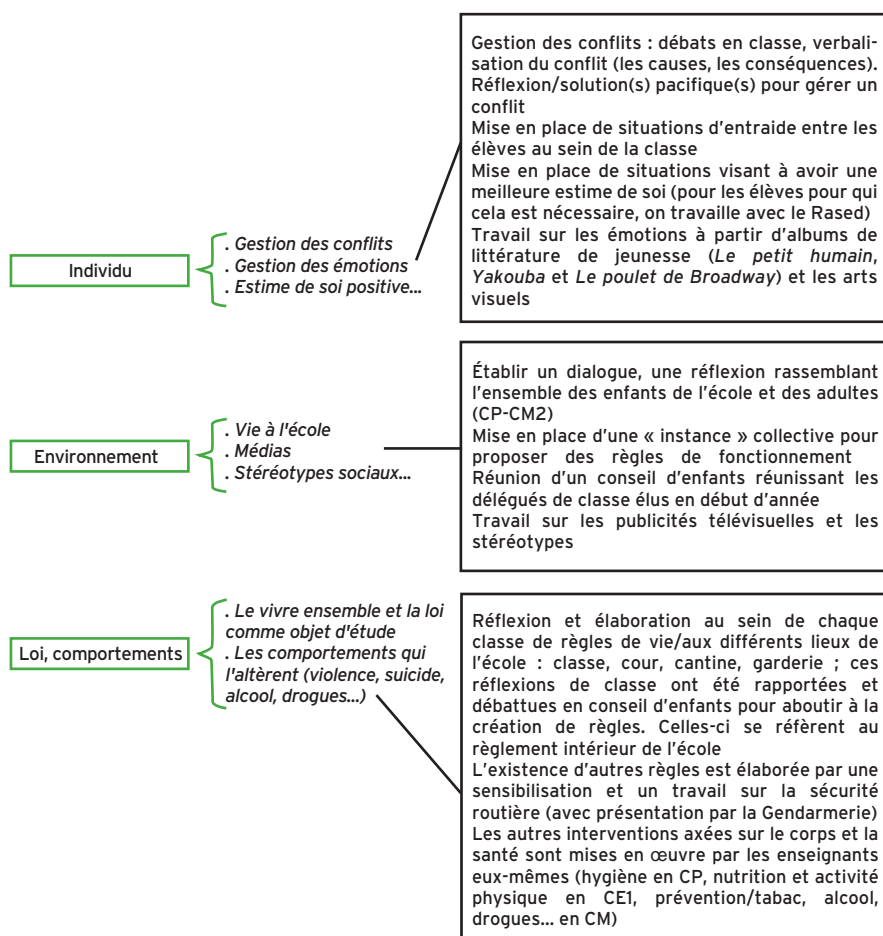 Individu
. Gestion des conflits
. Gestion des émotions
. Estime de soi positive...
Gestion des conflits : débats en classe, verbali-
sation du conflit (les causes, les conséquences).
Réflexion/solution(s) pacifique(s) pour gérer un
conflit
Mise en place de situations d'entraide entre les
élèves au sein de la classe
Mise en place de situations visant à avoir une
meilleure estime de soi (pour les élèves pour qui
cela est nécessaire, on travaille avec le Rased)
Travail sur les émotions à partir d'albums de
littérature de jeunesse (Le petit humain,
Yakouba et Le poulet de Broadway) et les arts
visuels
Environnement
. Vie à l'école
. Médias
. Stéréotypes sociaux...
Établir un dialogue, une réflexion rassemblant
l'ensemble des enfants de l'école et des adultes
(CP-CM2)
Mise en place d'une « instance » collective pour
proposer des règles de fonctionnement
Réunion d'un conseil d'enfants réunissant les
délégués de classe élus en début d'année
Travail sur les publicités télévisuelles et les
stéréotypes
Loi, comportements
. Le vivre ensemble et la loi
comme objet d'étude
. Les comportements qui
l'altèrent (violence, suicide,
alcool, drogues...)
Réflexion et élaboration au sein de chaque
classe de règles de vie/aux différents lieux de
l'école : classe, cour, cantine, garderie ; ces
réflexions de classe ont été rapportées et
débattues en conseil d'enfants pour aboutir à la
création de règles. Celles-ci se réfèrent au
règlement intérieur de l'école
L'existence d'autres règles est élaborée par une
sensibilisation et un travail sur la sécurité
routière (avec présentation par la Gendarmerie)
Les autres interventions axées sur le corps et la
santé sont mises en œuvre par les enseignants
eux-mêmes (hygiène en CP, nutrition et activité
physique en CE1, prévention/tabac, alcool,
drogues... en CM)